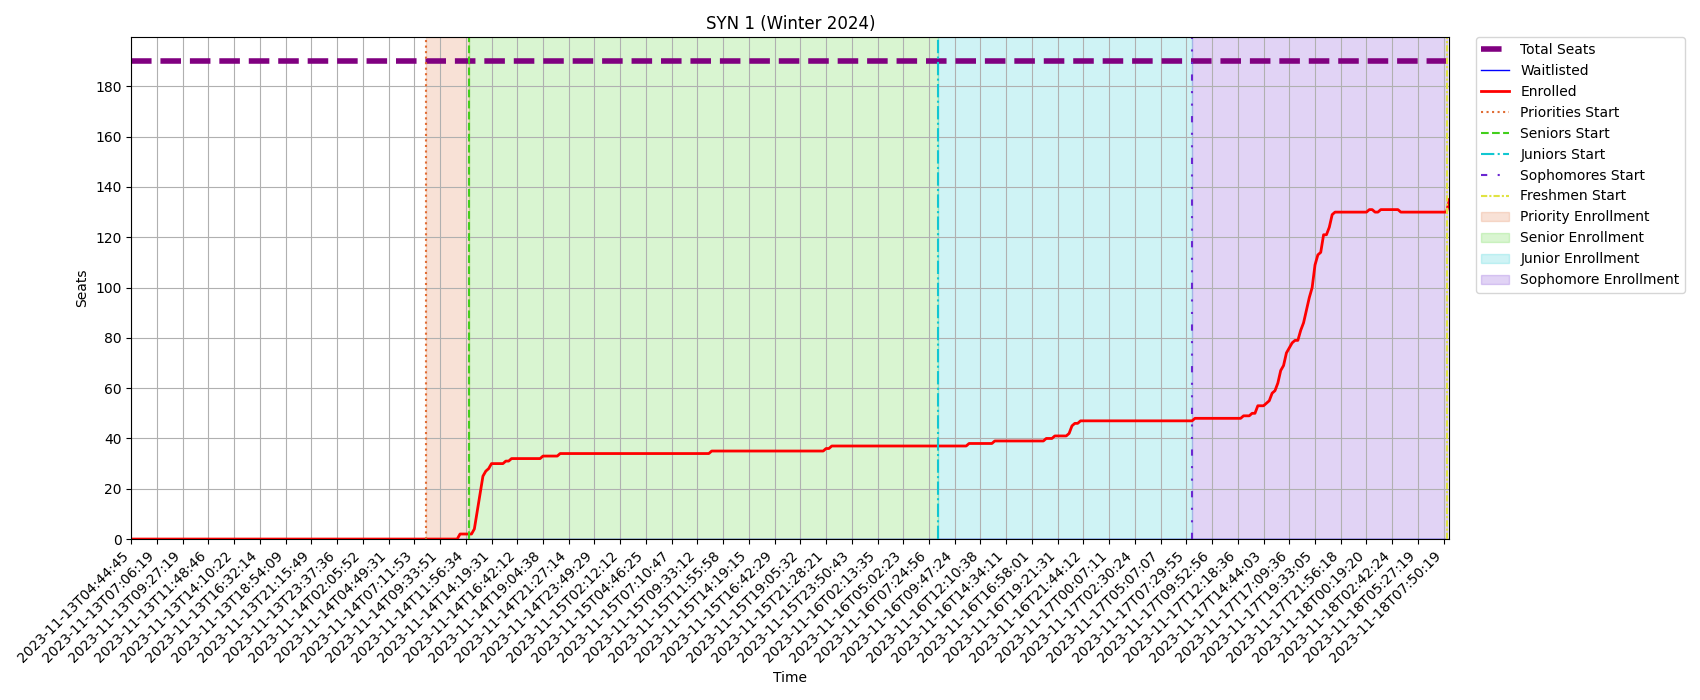 SYN 1 (Winter 2024)
Seats
180
160
140
120
100
80
60
40
20
0
2023-11-13T04:44:45
2023-11-13T07:06:19
2023-11-13T09:27:19
2023-11-13T11:48:46
2023-11-13T14:10:22
2023-11-13T16:32:14
2023-11-13T18:54:09
2023-11-13T21:15:49
2023-11-13T23:37:36
2023-11-14T02:05:52
2023-11-14T04:49:31
2023-11-14T07:11:53
2023-11-14T09:33:51
2023-11-14T11:56:34
2023-11-14T14:19:31
2023-11-14T16:42:12
2023-11-14T19:04:38
2023-11-14T21:27:14
2023-11-14T23:49:29
2023-11-15T02:12:12
2023-11-15T04:46:25
2023-11-15T07:10:47
2023-11-15T09:33:12
2023-11-15T11:55:58
2023-11-15T14:19:15
2023-11-15T16:42:29
2023-11-15T19:05:32
2023-11-15T21:28:21
2023-11-15T23:50:43
2023-11-16T02:13:35
2023-11-16T05:02:23
2023-11-16T07:24:56
2023-11-16T09:47:24
2023-11-16T12:10:38
2023-11-16T14:34:11
2023-11-16T16:58:01
2023-11-16T19:21:31
2023-11-16T21:44:12
2023-11-17T00:07:11
2023-11-17T02:30:24
2023-11-17T05:07:07
2023-11-17T07:29:55
2023-11-17T09:52:56
2023-11-17T12:18:36
2023-11-17T14:44:03
2023-11-17T17:09:36
2023-11-17T19:33:05
2023-11-17T21:56:18
2023-11-18T00:19:20
2023-11-18T02:42:24
2023-11-18T05:27:19
2023-11-18T07:50:19
Time
Total Seats
Waitlisted
Enrolled
Priorities Start
Seniors Start
Juniors Start
Sophomores Start
Freshmen Start
Priority Enrollment
Senior Enrollment
Junior Enrollment
Sophomore Enrollment